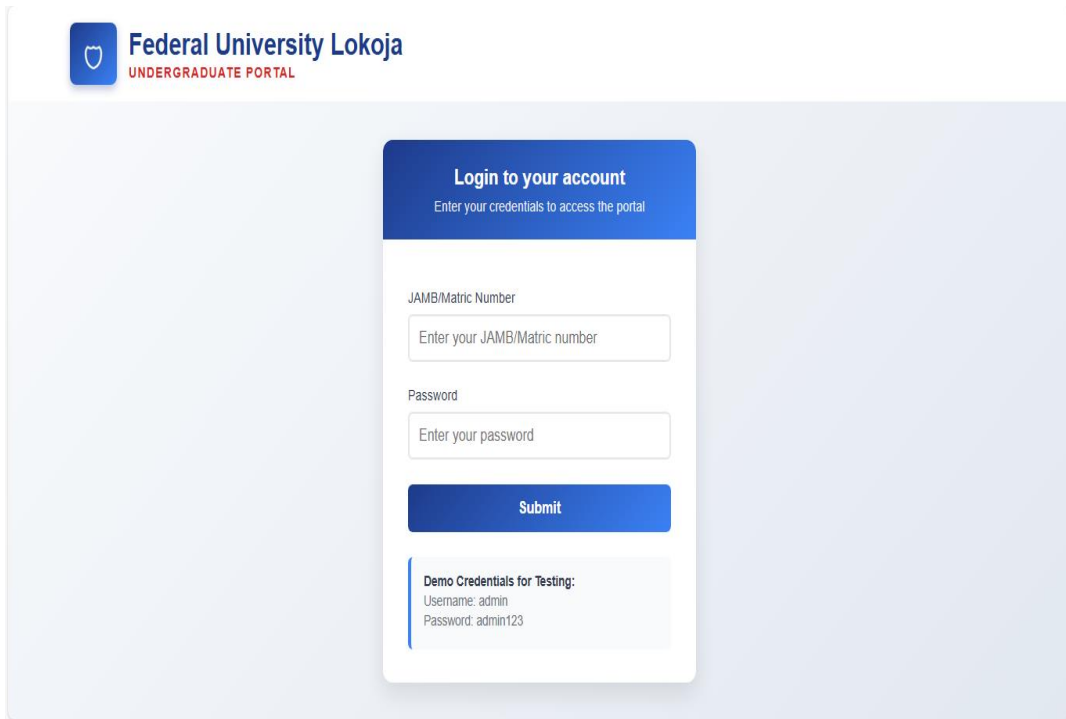 Federal University Lokoja
UNDERGRADUATE PORTAL
Login to your account
Enter your credentials to access the portal
JAMB/Matric Number
Enter your JAMB/Matric number
Password
Enter your password
Submit
Demo Credentials for Testing:
Username: admin
Password: admin123